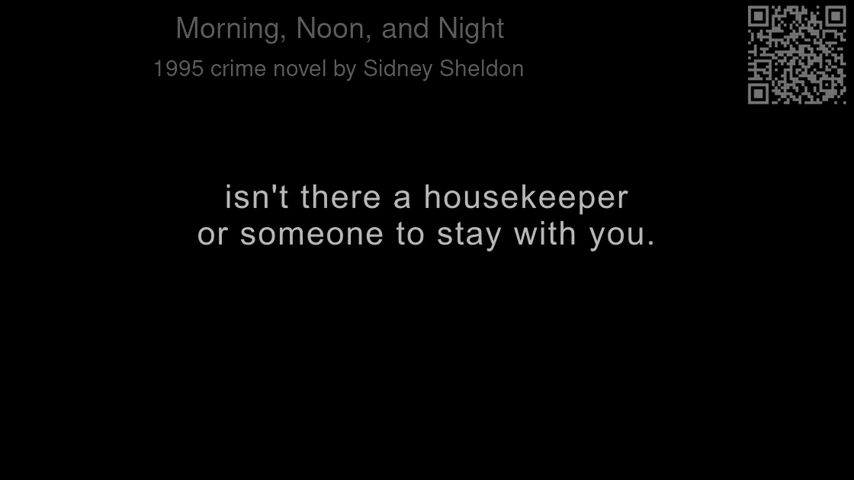 Morning, Noon, and Night
1995 crime novel by Sidney Sheldon
isn't there a housekeeper
or someone to stay with you.